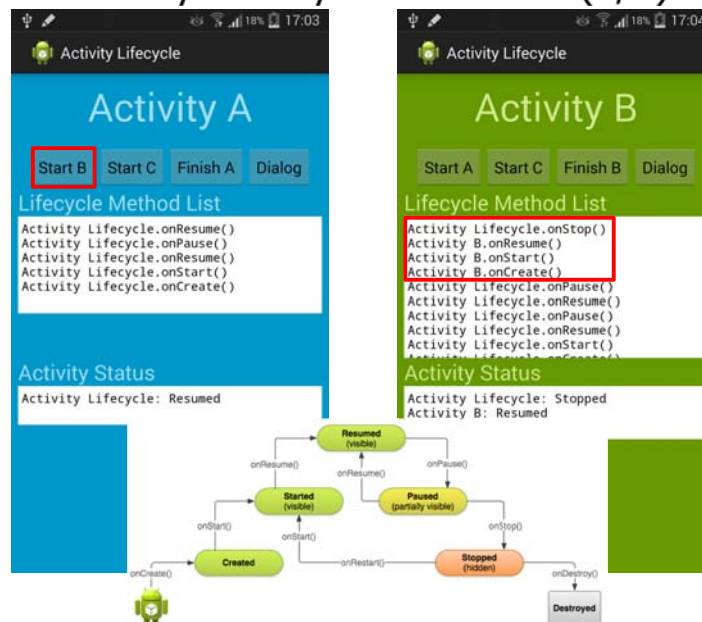 18% 17:03
Activity Lifecycle
Activity A
Start B Start C Finish A Dialog
Lifecycle Method List
Activity Lifecycle.onResume()
Activity Lifecycle.onPause()
Activity Lifecycle.onResume()
Activity Lifecycle.onStart()
Activity Lifecycle.onCreate()
Activity Status
Activity Lifecycle: Resumed
18% 17:04
Activity Lifecycle
Activity B
Start A Start C Finish B Dialog
Lifecycle Method List
Activity Lifecycle.onStop()
Activity B.onResume()
Activity B.onStart()
Activity B.onCreate()
Activity Lifecycle.onPause()
Activity Lifecycle.onResume()
Activity Lifecycle.onPause()
Activity Lifecycle.onResume()
Activity Lifecycle.onStart()
Activity Lifecycle.onCreate()
Activity Status
Activity Lifecycle: Stopped
Activity B: Resumed
Resumed
(visible)
onResume()
onResume()
onPause()
Started
(visible)
Paused
(partially visible)
onStart()
onStart()
onStop()
Created
onRestart()
Stopped
(hidden)
onCreate()
onDestroy()
Destroyed